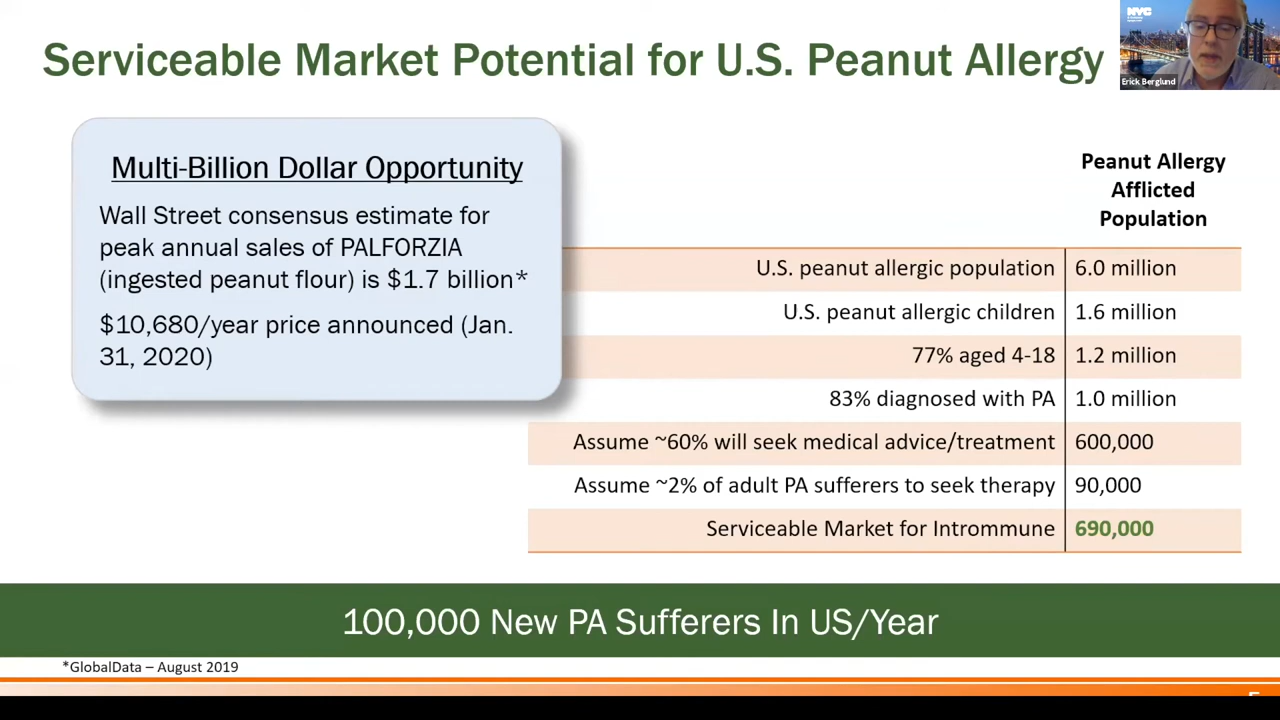 Serviceable Market Potential for U.S. Peanut Allergy
NYC
Erick Berglund
Multi-Billion Dollar Opportunity
Wall Street consensus estimate for
peak annual sales of PALFORZIA
(ingested peanut flour) is $1.7 billion*
$10,680/year price announced (Jan.
31, 2020)
Peanut Allergy
Afflicted
Population
U.S. peanut allergic population 6.0 million
U.S. peanut allergic children 1.6 million
77% aged 4-18 1.2 million
83% diagnosed with PA 1.0 million
Assume ~60% will seek medical advice/treatment 600,000
Assume ~2% of adult PA sufferers to seek therapy 90,000
Serviceable Market for Intrommune 690,000
100,000 New PA Sufferers In US/Year
*GlobalData – August 2019